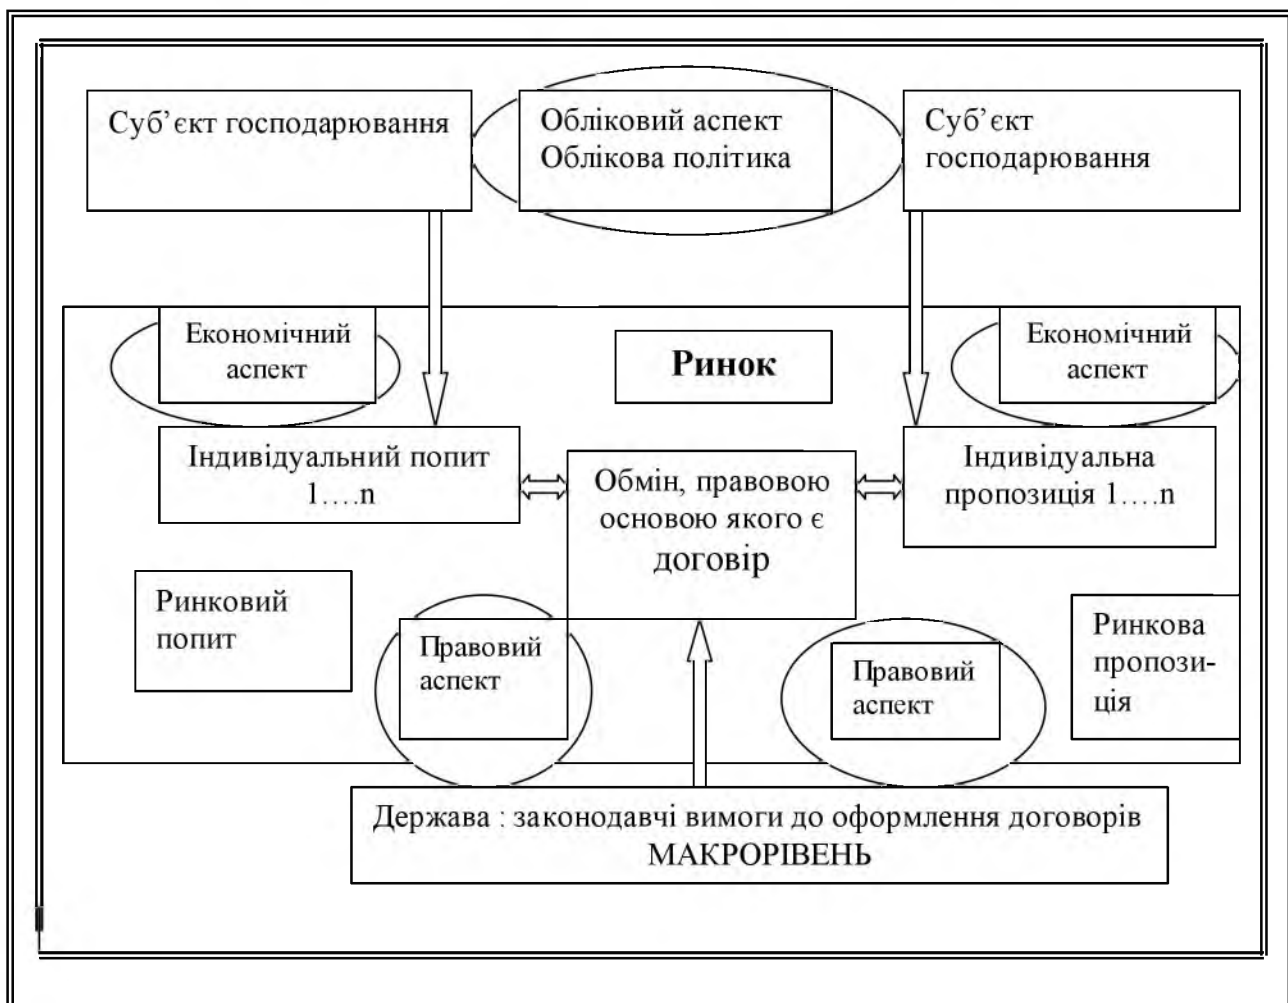 Суб’єкт господарювання
Обліковий аспект
Облікова політика
Суб’єкт
господарювання
Економічний
аспект
Ринок
Економічний
аспект
Індивідуальний попит
1….n
Обмін, правовою
основою якого є
договір
Індивідуальна
пропозиція 1….n
Ринковий
попит
Правовий
аспект
Правовий
аспект
Ринкова
пропози-
ція
Держава : законодавчі вимоги до оформлення договорів
МАКРОРІВЕНЬ